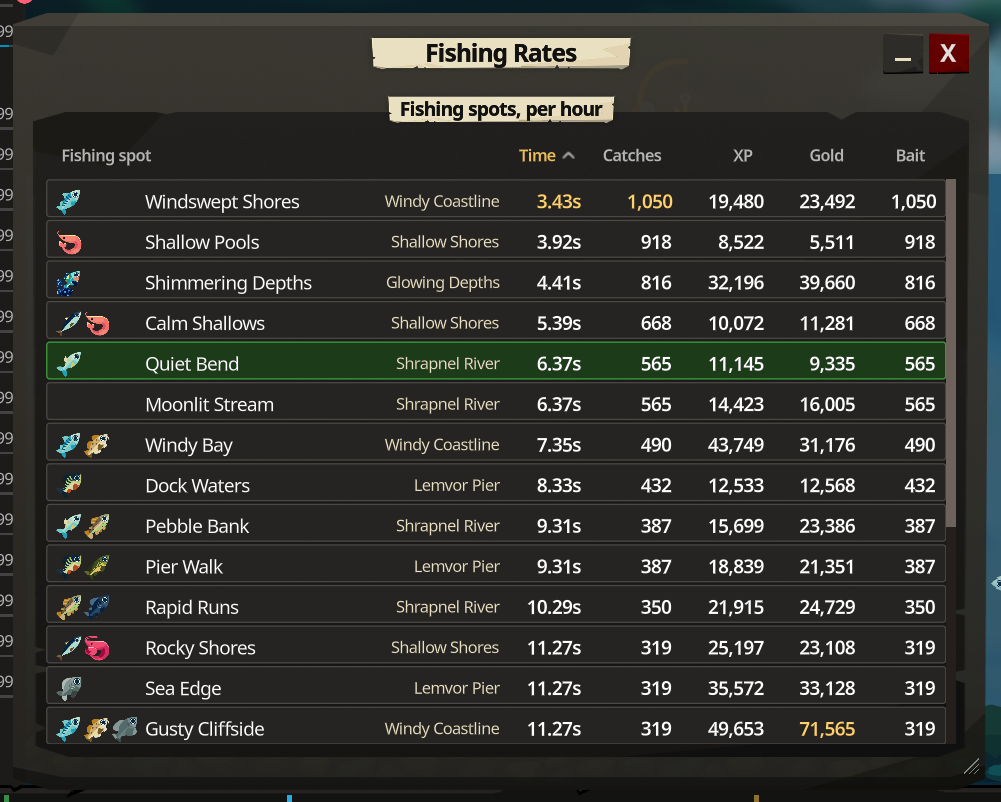 Fishing Rates
_ X
Fishing spots, per hour
Fishing spot Time Catches XP Gold Bait
Windswept Shores Windy Coastline 3.43s 1,050 19,480 23,492 1,050
Shallow Pools Shallow Shores 3.92s 918 8,522 5,511 918
Shimmering Depths Glowing Depths 4.41s 816 32,196 39,660 816
Calm Shallows Shallow Shores 5.39s 668 10,072 11,281 668
Quiet Bend Shrapnel River 6.37s 565 11,145 9,335 565
Moonlit Stream Shrapnel River 6.37s 565 14,423 16,005 565
Windy Bay Windy Coastline 7.35s 490 43,749 31,176 490
Dock Waters Lemvor Pier 8.33s 432 12,533 12,568 432
Pebble Bank Shrapnel River 9.31s 387 15,699 23,386 387
Pier Walk Lemvor Pier 9.31s 387 18,839 21,351 387
Rapid Runs Shrapnel River 10.29s 350 21,915 24,729 350
Rocky Shores Shallow Shores 11.27s 319 25,197 23,108 319
Sea Edge Lemvor Pier 11.27s 319 35,572 33,128 319
Gusty Cliffside Windy Coastline 11.27s 319 49,653 71,565 319